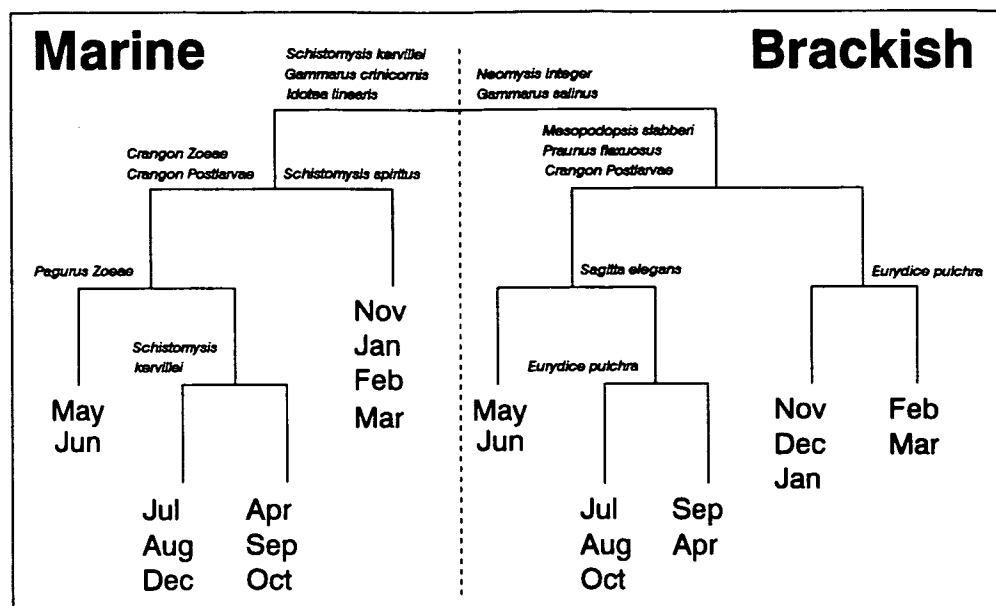 Marine
Brackish
Schistomysis kervillei
Gammarus crinicornis
Idotea linearis
Neomysis integer
Gammarus salinus
Mesopodopsis slabberi
Praunus flexuosus
Crangon Postlarvae
Crangon Zoeae
Crangon Postlarvae
Schistomysis spiritus
Pagurus Zoeae
Sagitta elegans
Eurydice pulchra
Schistomysis
kervillei
Eurydice pulchra
Nov
Jan
Feb
Mar
May
Jun
Jul
Aug
Dec
Apr
Sep
Oct
May
Jun
Jul
Aug
Oct
Sep
Apr
Nov
Dec
Jan
Feb
Mar